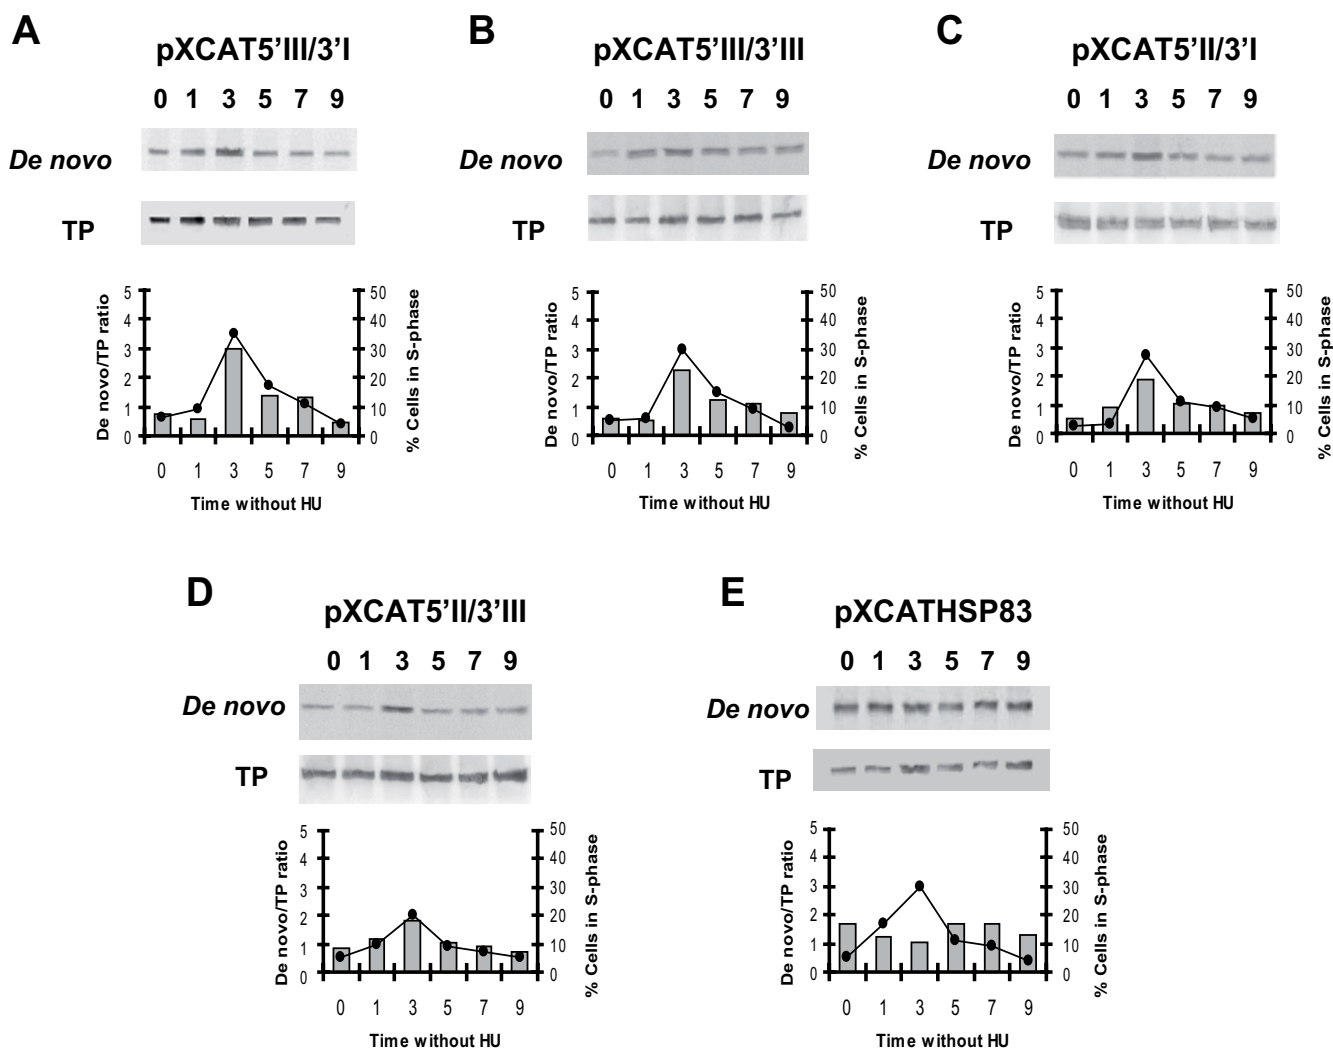 A
pXCAT5'III/3'I
0 1 3 5 7 9
De novo
TP
5 4 3 2 1 0
De novo/TP ratio
50 40 30 20 10 0
% Cells in S-phase
0 1 3 5 7 9
Time without HU
B
pXCAT5'III/3'III
0 1 3 5 7 9
De novo
TP
5 4 3 2 1 0
De novo/TP ratio
50 40 30 20 10 0
% Cells in S-phase
0 1 3 5 7 9
Time without HU
C
pXCAT5'II/3'I
0 1 3 5 7 9
De novo
TP
5 4 3 2 1 0
De novo/TP ratio
50 40 30 20 10 0
% Cells in S-phase
0 1 3 5 7 9
Time without HU
D
pXCAT5'II/3'III
0 1 3 5 7 9
De novo
TP
5 4 3 2 1 0
De novo/TP ratio
50 40 30 20 10 0
% Cells in S-phase
0 1 3 5 7 9
Time without HU
E
pXCATHSP83
0 1 3 5 7 9
De novo
TP
5 4 3 2 1 0
De novo/TP ratio
50 40 30 20 10 0
% Cells in S-phase
0 1 3 5 7 9
Time without HU